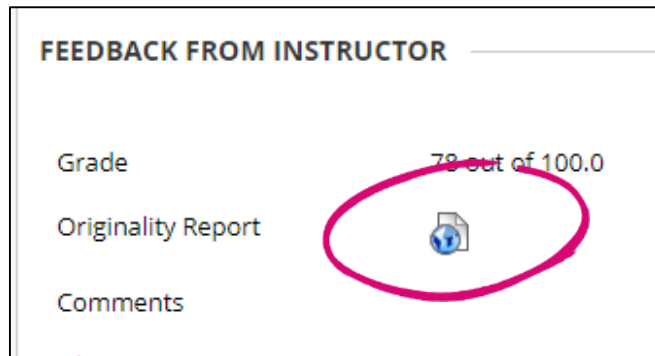 FEEDBACK FROM INSTRUCTOR
Grade 78 out of 100.0
Originality Report
Comments